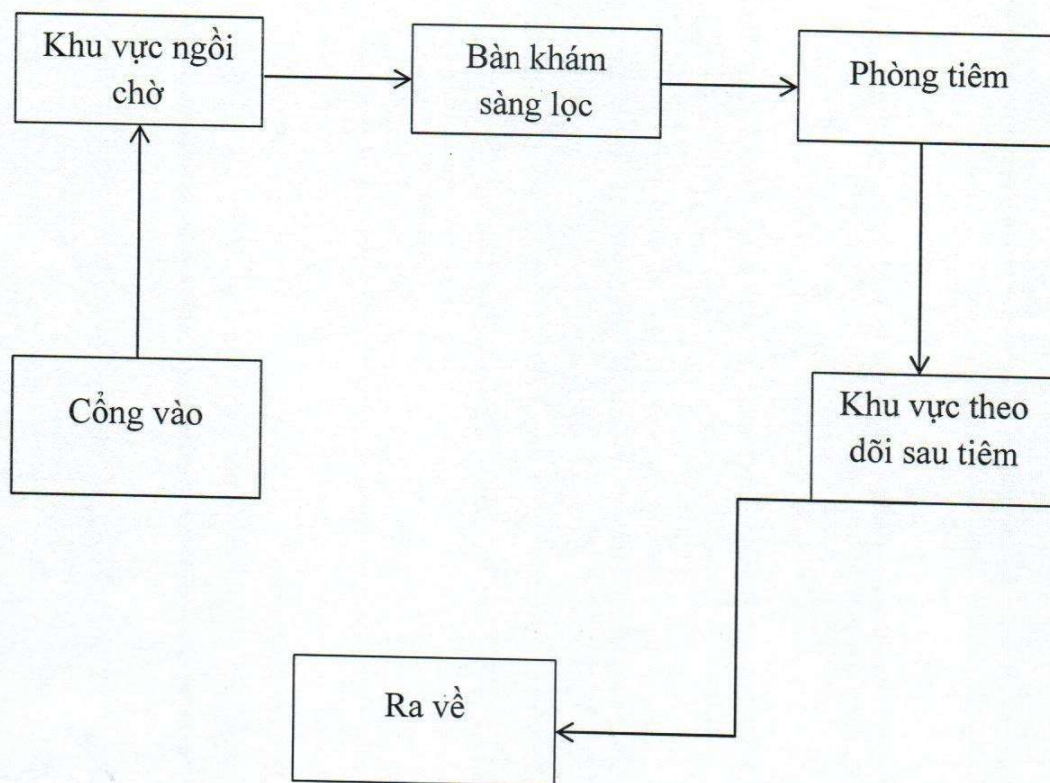 Khu vực ngồi
chờ
Bàn khám
sàng lọc
Phòng tiêm
Cổng vào
Khu vực theo
dõi sau tiêm
Ra về